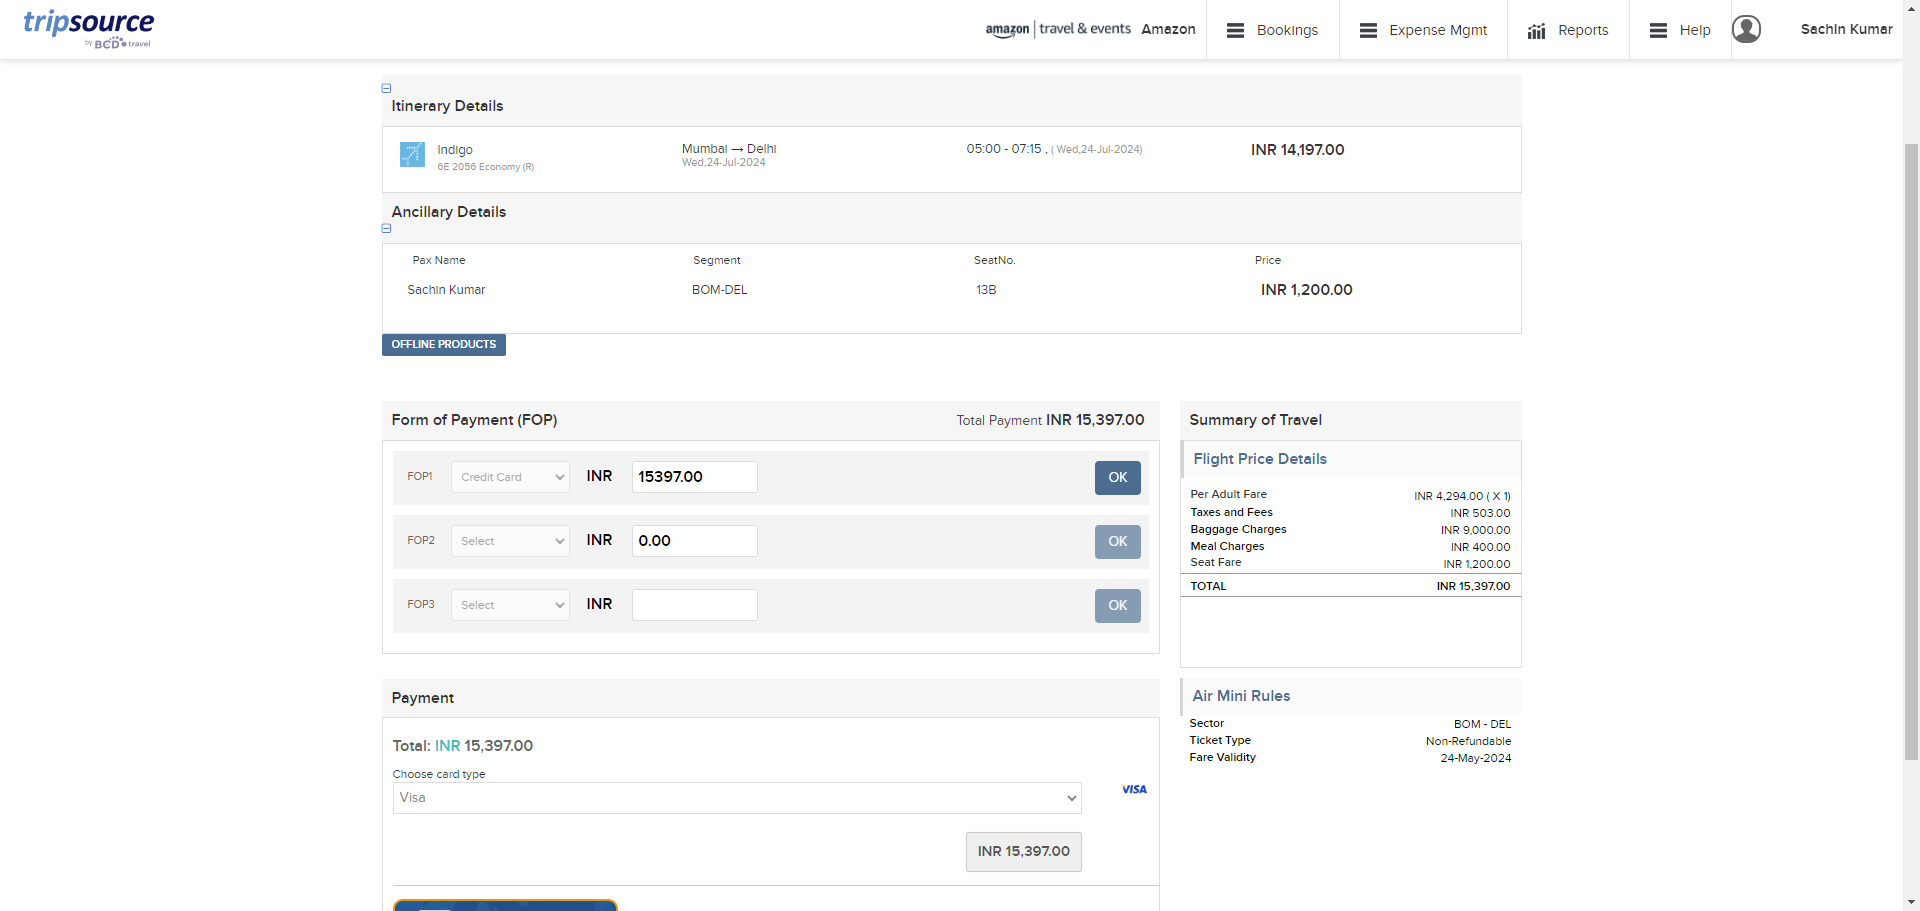 tripsource
by BCD travel
amazon | travel & events Amazon
Bookings
Expense Mgmt
Reports
Help
Sachin Kumar
Itinerary Details
Indigo
6E 2056 Economy (R)
Mumbai → Delhi
Wed,24-Jul-2024
05:00 - 07:15 , ( Wed,24-Jul-2024)
INR 14,197.00
Ancillary Details
Pax Name Segment SeatNo. Price
Sachin Kumar BOM-DEL 13B INR 1,200.00
OFFLINE PRODUCTS
Form of Payment (FOP) Total Payment INR 15,397.00
FOP1 Credit Card INR 15397.00 OK
FOP2 Select INR 0.00 OK
FOP3 Select INR OK
Summary of Travel
Flight Price Details
Per Adult Fare INR 4,294.00 ( X 1)
Taxes and Fees INR 503.00
Baggage Charges INR 9,000.00
Meal Charges INR 400.00
Seat Fare INR 1,200.00
TOTAL INR 15,397.00
Payment
Total: INR 15,397.00
Choose card type
Visa
VISA
INR 15,397.00
Air Mini Rules
Sector BOM - DEL
Ticket Type Non-Refundable
Fare Validity 24-May-2024